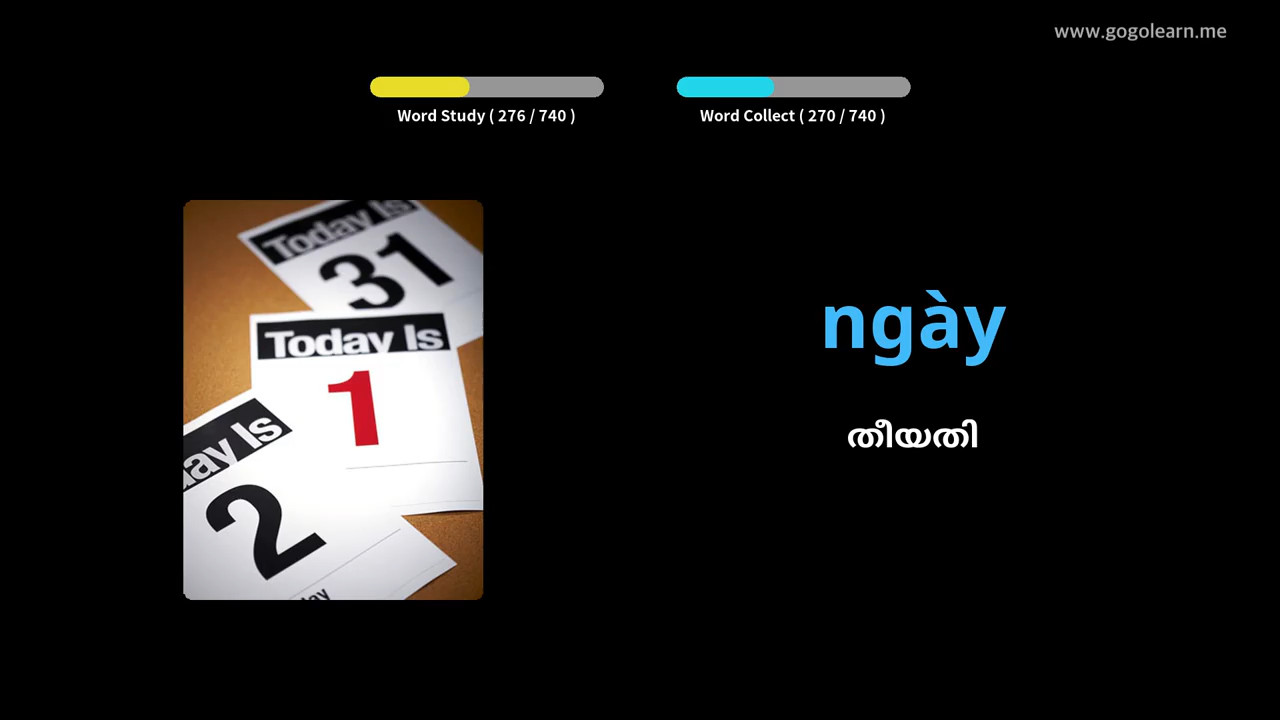 www.gogolearn.me
Word Study ( 276 / 740 )
Word Collect ( 270 / 740 )
Today Is
31
Today Is
1
ay Is
2
ngày
തീയതി